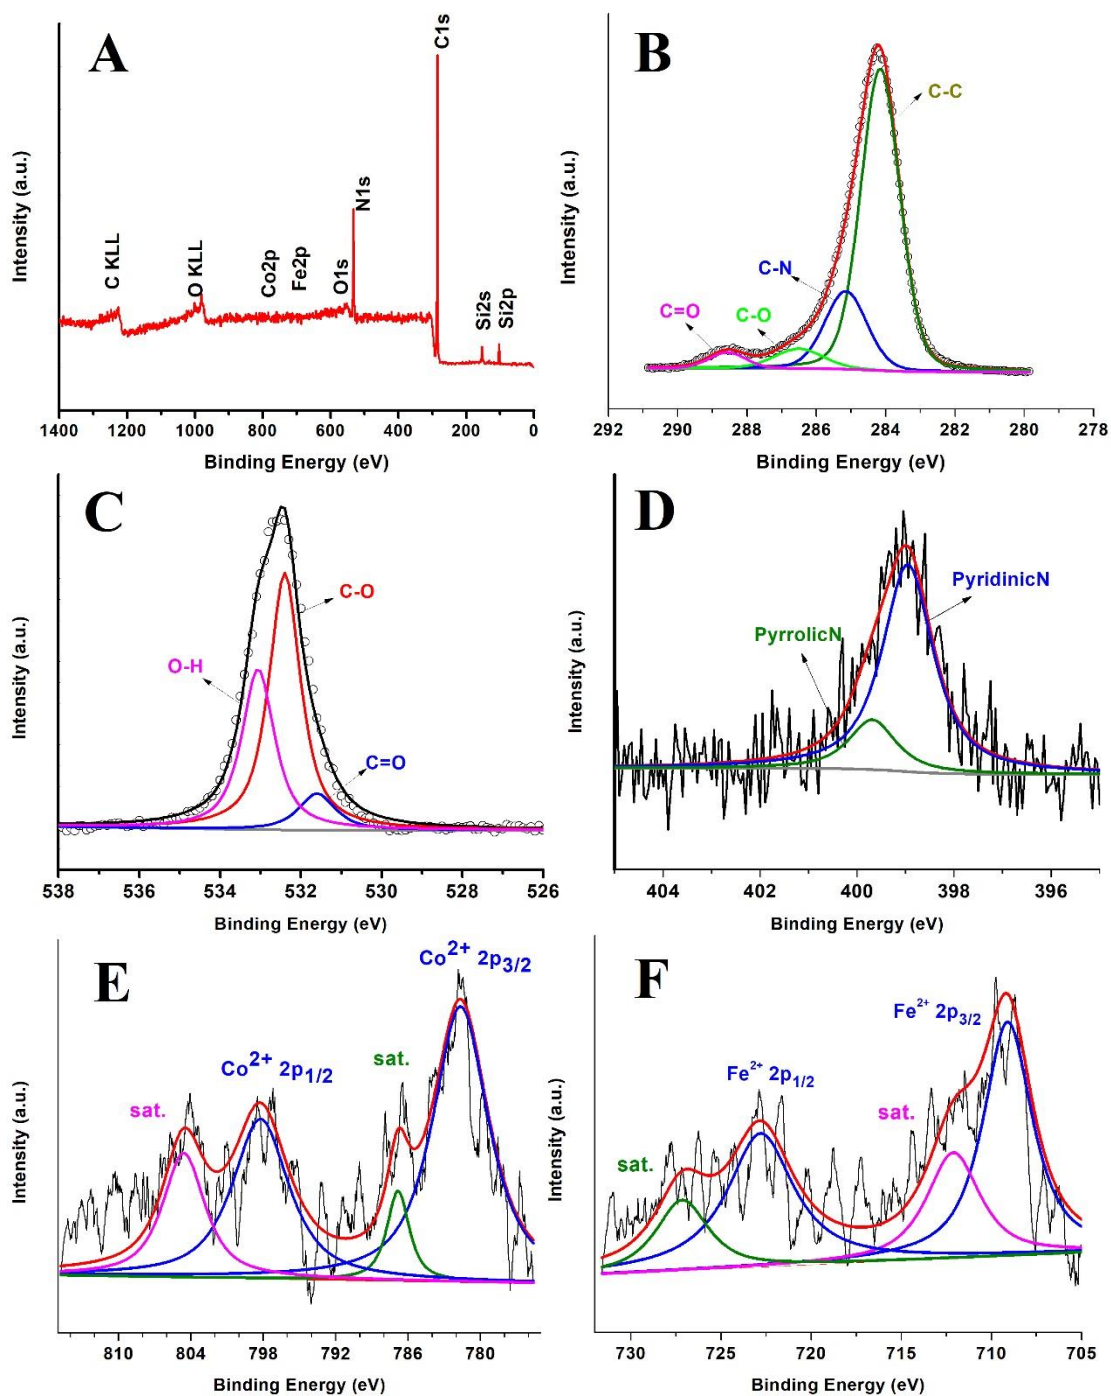 A
C KLL
O KLL
Co2p
Fe2p
O1s
N1s
C1s
Si2s
Si2p
Intensity (a.u.)
1400 1200 1000 800 600 400 200 0
Binding Energy (eV)
B
C-C
C-N
C-O
C=O
Intensity (a.u.)
292 290 288 286 284 282 280 278
Binding Energy (eV)
C
C-O
O-H
C=O
Intensity (a.u.)
538 536 534 532 530 528 526
Binding Energy (eV)
D
PyridinicN
PyrrolicN
Intensity (a.u.)
404 402 400 398 396
Binding Energy (eV)
E
Co2+ 2p3/2
sat.
Co2+ 2p1/2
sat.
Intensity (a.u.)
810 804 798 792 786 780
Binding Energy (eV)
F
Fe2+ 2p3/2
Fe2+ 2p1/2
sat.
sat.
Intensity (a.u.)
730 725 720 715 710 705
Binding Energy (eV)